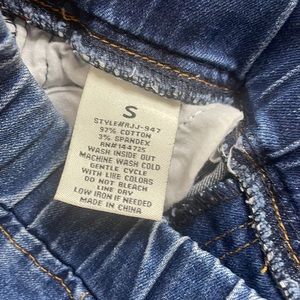 S
STYLE#RJJ-947
97% COTTON
3% SPANDEX
RN#144725
WASH INSIDE OUT
MACHINE WASH COLD
GENTLE CYCLE
WITH LIKE COLORS
DO NOT BLEACH
LINE DRY
LOW IRON IF NEEDED
MADE IN CHINA